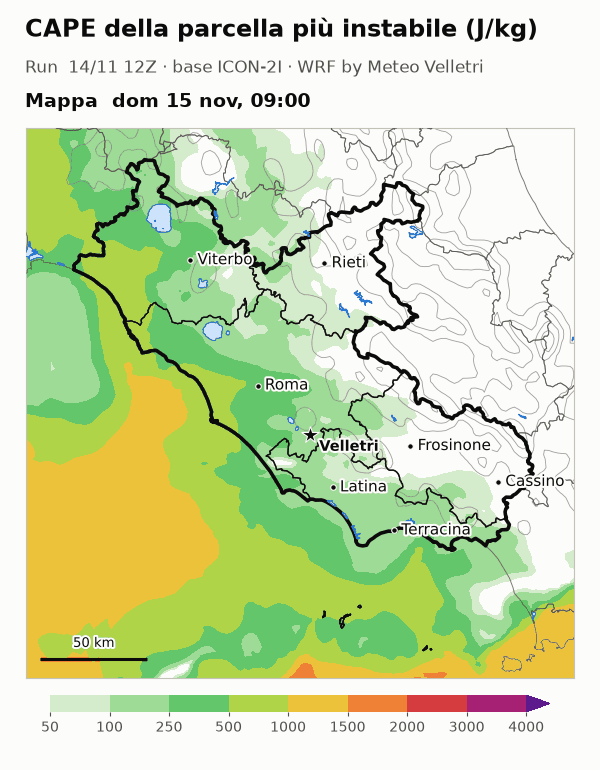 CAPE della parcella più instabile (J/kg)
Run 14/11 12Z · base ICON-2I · WRF by Meteo Velletri
Mappa dom 15 nov, 09:00
Viterbo
Rieti
Roma
Velletri
Frosinone
Cassino
Latina
Terracina
50 km
50 100 250 500 1000 1500 2000 3000 4000